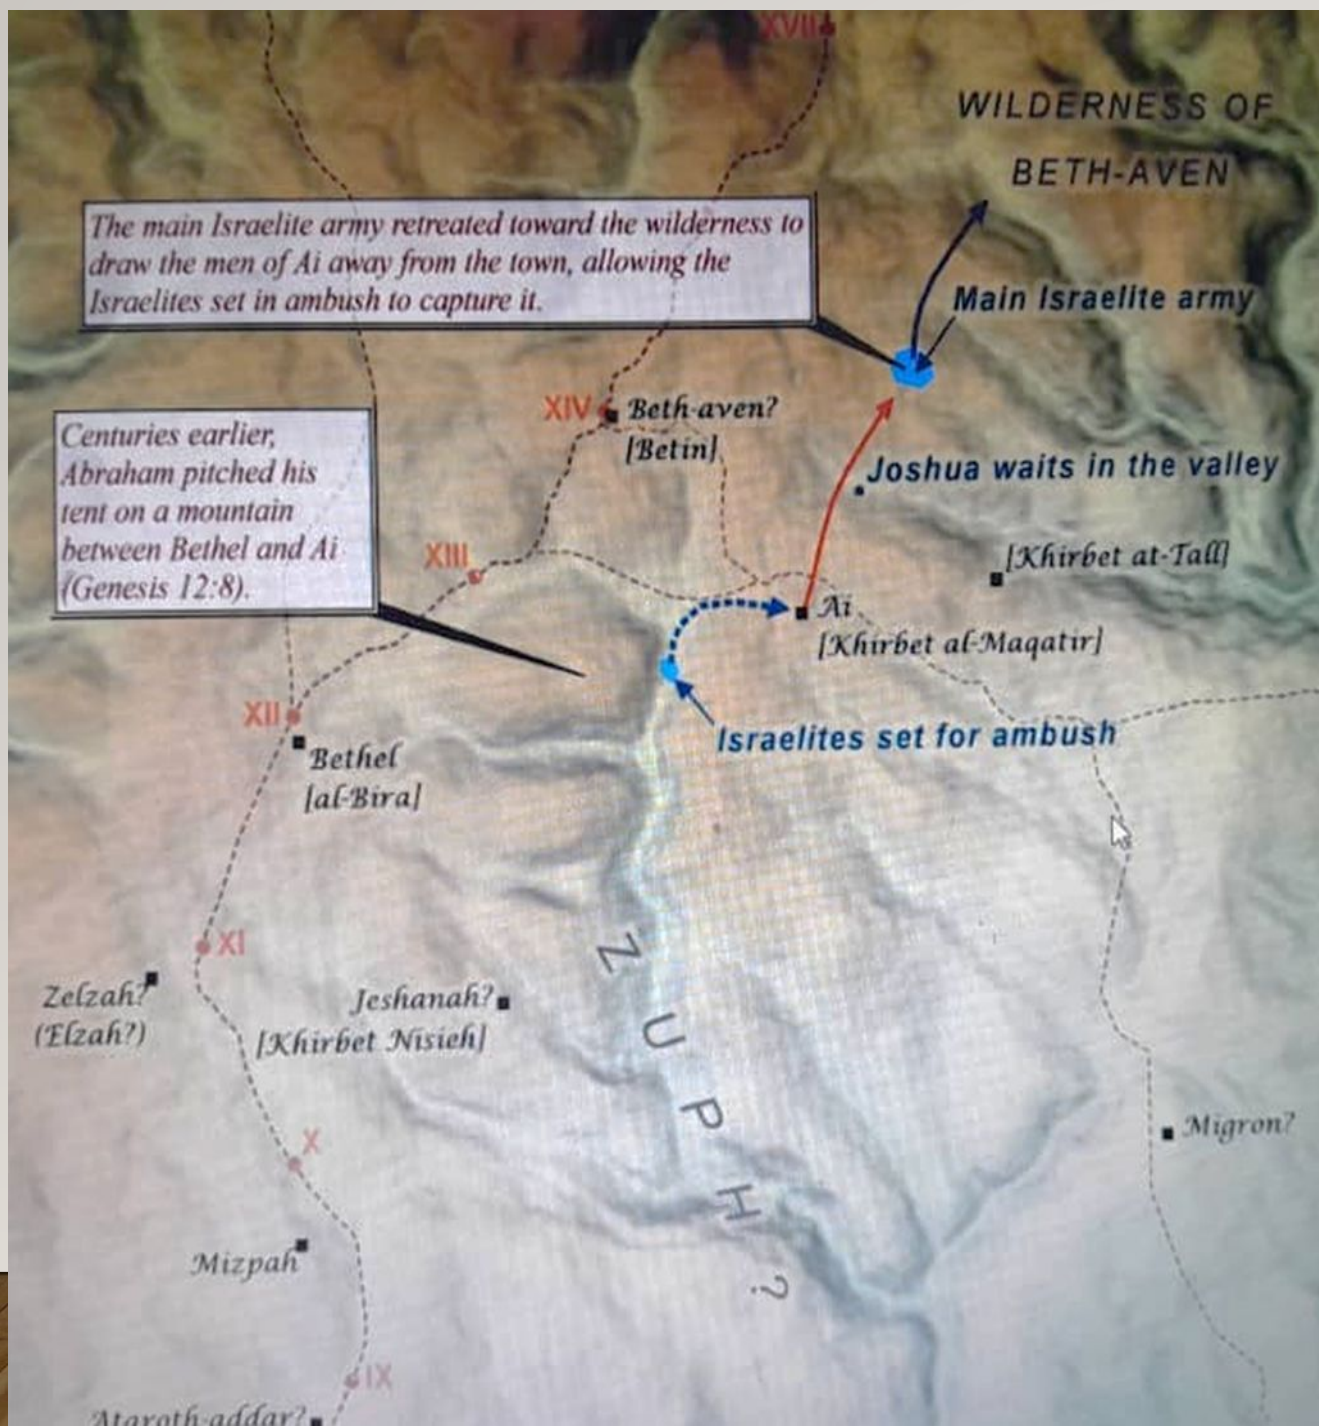 XVII
WILDERNESS OF
BETH-AVEN
The main Israelite army retreated toward the wilderness to
draw the men of Ai away from the town, allowing the
Israelites set in ambush to capture it.
Main Israelite army
XIV
Beth-aven?
[Betin]
Centuries earlier,
Abraham pitched his
tent on a mountain
between Bethel and Ai
(Genesis 12:8).
Joshua waits in the valley
XIII
[Khirbet at-Tall]
Ai
[Khirbet al-Maqatir]
XII
Israelites set for ambush
Bethel
[al-Bira]
XI
Zelzah?
(Elzah?)
Jeshanah?
[Khirbet Nisieh]
ZUPH?
Migron?
X
Mizpah
IX
Ataroth-addar?